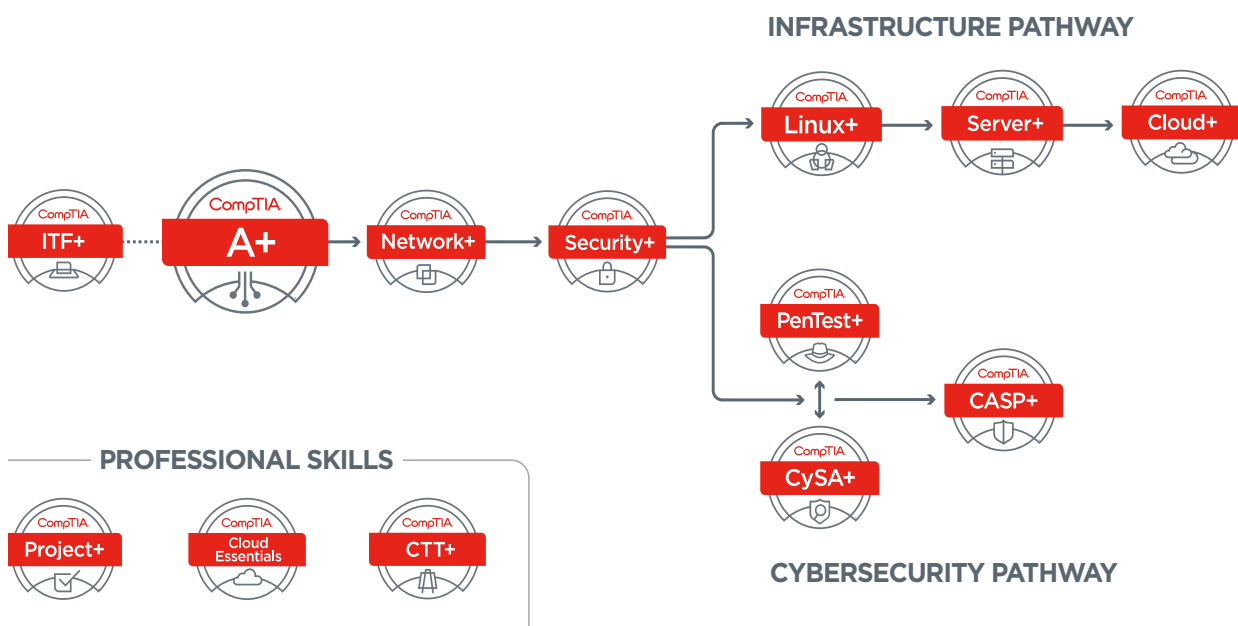 INFRASTRUCTURE PATHWAY
CompTIA
Linux+
CompTIA
Server+
CompTIA
Cloud+
CompTIA
ITF+
CompTIA
A+
CompTIA
Network+
CompTIA
Security+
CompTIA
PenTest+
CompTIA
CASP+
CompTIA
CySA+
CYBERSECURITY PATHWAY
PROFESSIONAL SKILLS
CompTIA
Project+
CompTIA
Cloud
Essentials
CompTIA
CTT+